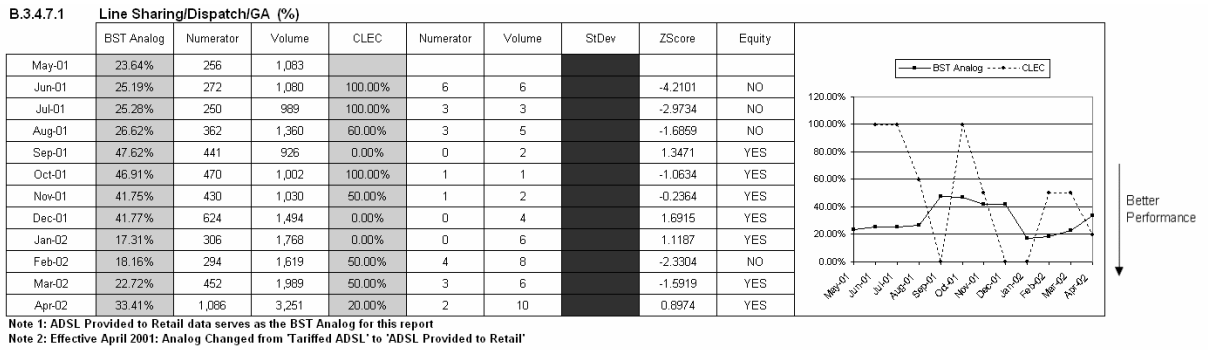 B.3.4.7.1 Line Sharing/Dispatch/GA (%)
BST Analog Numerator Volume CLEC Numerator Volume StDev ZScore Equity
May-01 23.64% 256 1,083
Jun-01 25.19% 272 1,080 100.00% 6 6 -4.2101 NO
Jul-01 25.28% 250 989 100.00% 3 3 -2.9734 NO
Aug-01 26.62% 362 1,360 60.00% 3 5 -1.6859 NO
Sep-01 47.62% 441 926 0.00% 0 2 1.3471 YES
Oct-01 46.91% 470 1,002 100.00% 1 1 -1.0634 YES
Nov-01 41.75% 430 1,030 50.00% 1 2 -0.2364 YES
Dec-01 41.77% 624 1,494 0.00% 0 4 1.6915 YES
Jan-02 17.31% 306 1,768 0.00% 0 6 1.1187 YES
Feb-02 18.16% 294 1,619 50.00% 4 8 -2.3304 NO
Mar-02 22.72% 452 1,989 50.00% 3 6 -1.5919 YES
Apr-02 33.41% 1,086 3,251 20.00% 2 10 0.8974 YES
Note 1: ADSL Provided to Retail data serves as the BST Analog for this report
Note 2: Effective April 2001: Analog Changed from 'Tariffed ADSL' to 'ADSL Provided to Retail'
BST Analog CLEC
120.00%
100.00%
80.00%
60.00%
40.00%
20.00%
0.00%
May-01 Jun-01 Jul-01 Aug-01 Sep-01 Oct-01 Nov-01 Dec-01 Jan-02 Feb-02 Mar-02 Apr-02
Better
Performance